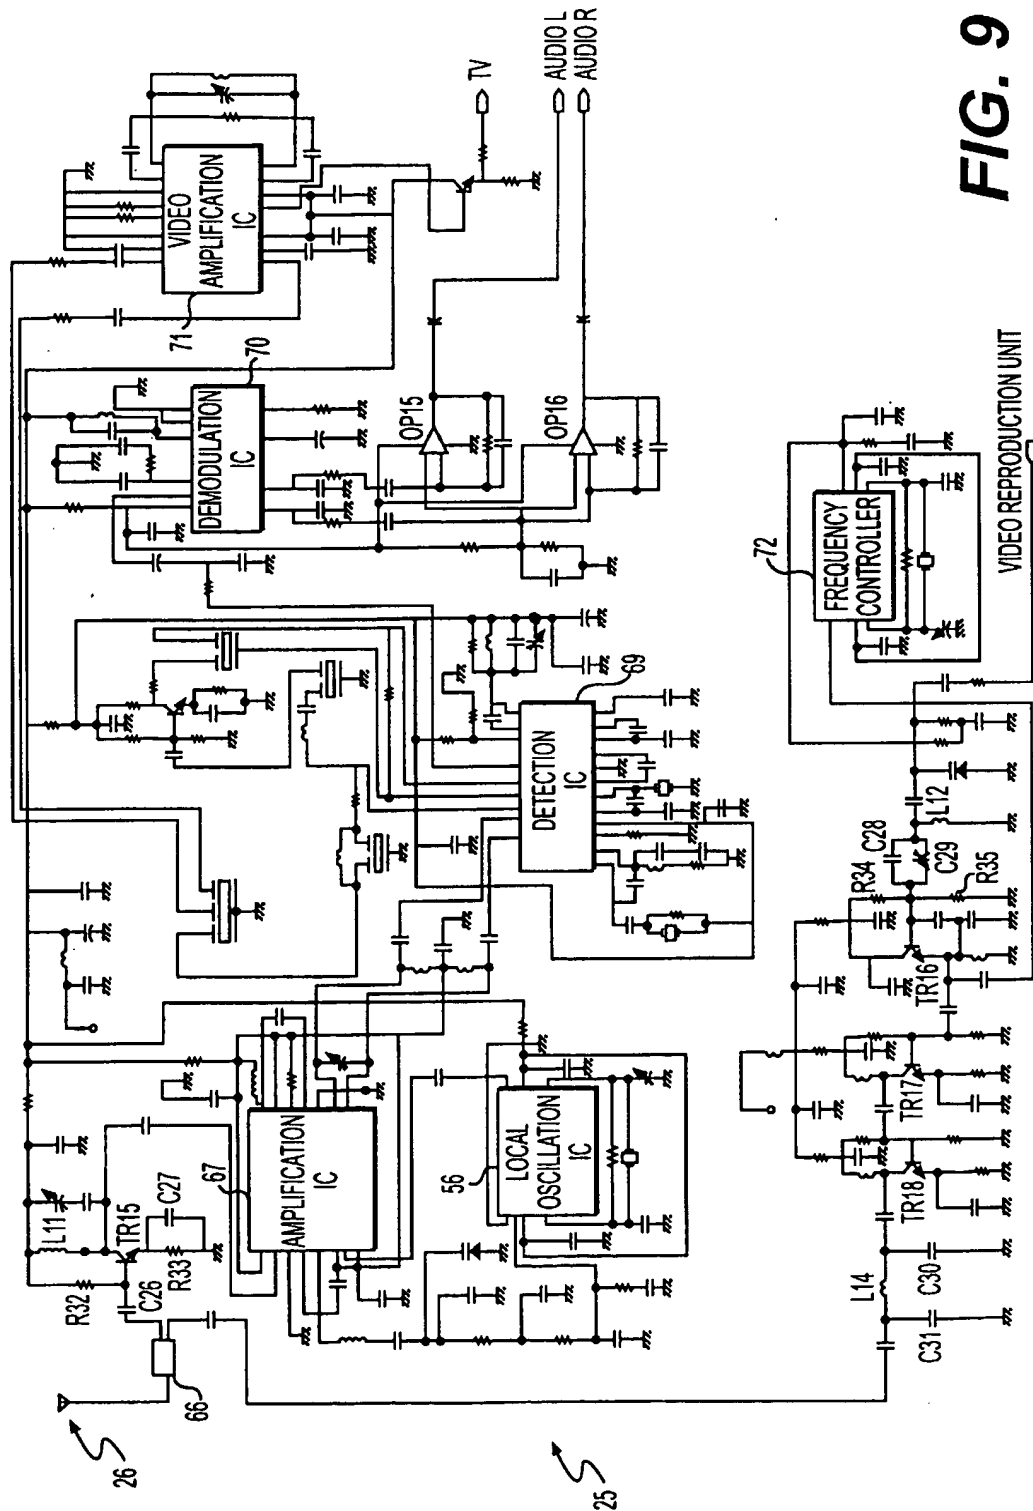 FIG. 9
TV
AUDIO L
AUDIO R
VIDEO
AMPLIFICATION
IC
71
DEMODULATION
IC
70
OP15
OP16
DETECTION
IC
69
L11
TR15
C27
R32
C26
R33
66
26
67
AMPLIFICATION
IC
56
LOCAL
OSCILLATION
IC
25
72
FREQUENCY
CONTROLLER
VIDEO REPRODUCTION UNIT
L12
C28
C29
R34
R35
TR16
TR17
TR18
L14
C30
C31